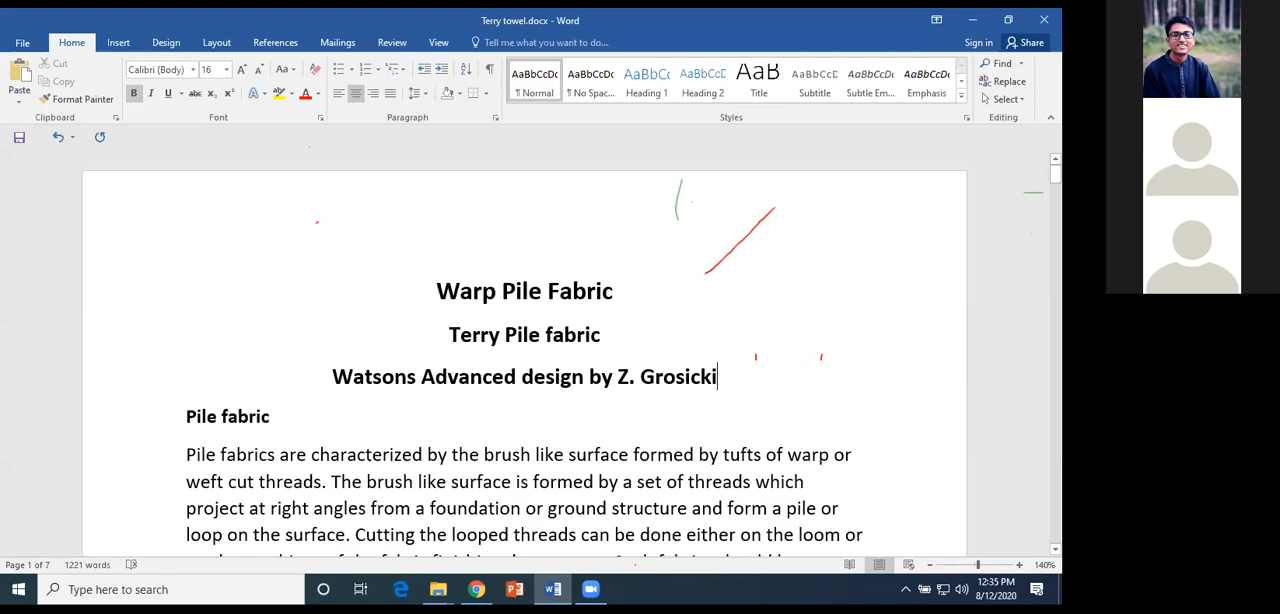 Terry towel.docx - Word
File Home Insert Design Layout References Mailings Review View Tell me what you want to do... Sign in Share
Paste Cut Copy Format Painter
Calibri (Body) 16 A A Aa
B I U abc x₂ x² A A
AaBbCcDc AaBbCcDc AaBbC AaBbCcD AaB AaBbCcD AaBbCcDc AaBbCcDc
¶ Normal ¶ No Spac... Heading 1 Heading 2 Title Subtitle Subtle Em... Emphasis
Find Replace Select
Clipboard Font Paragraph Styles Editing
Warp Pile Fabric
Terry Pile fabric
Watsons Advanced design by Z. Grosicki
Pile fabric
Pile fabrics are characterized by the brush like surface formed by tufts of warp or
weft cut threads. The brush like surface is formed by a set of threads which
project at right angles from a foundation or ground structure and form a pile or
loop on the surface. Cutting the looped threads can be done either on the loom or
Page 1 of 7 1221 words 140%
Type here to search 12:35 PM
8/12/2020